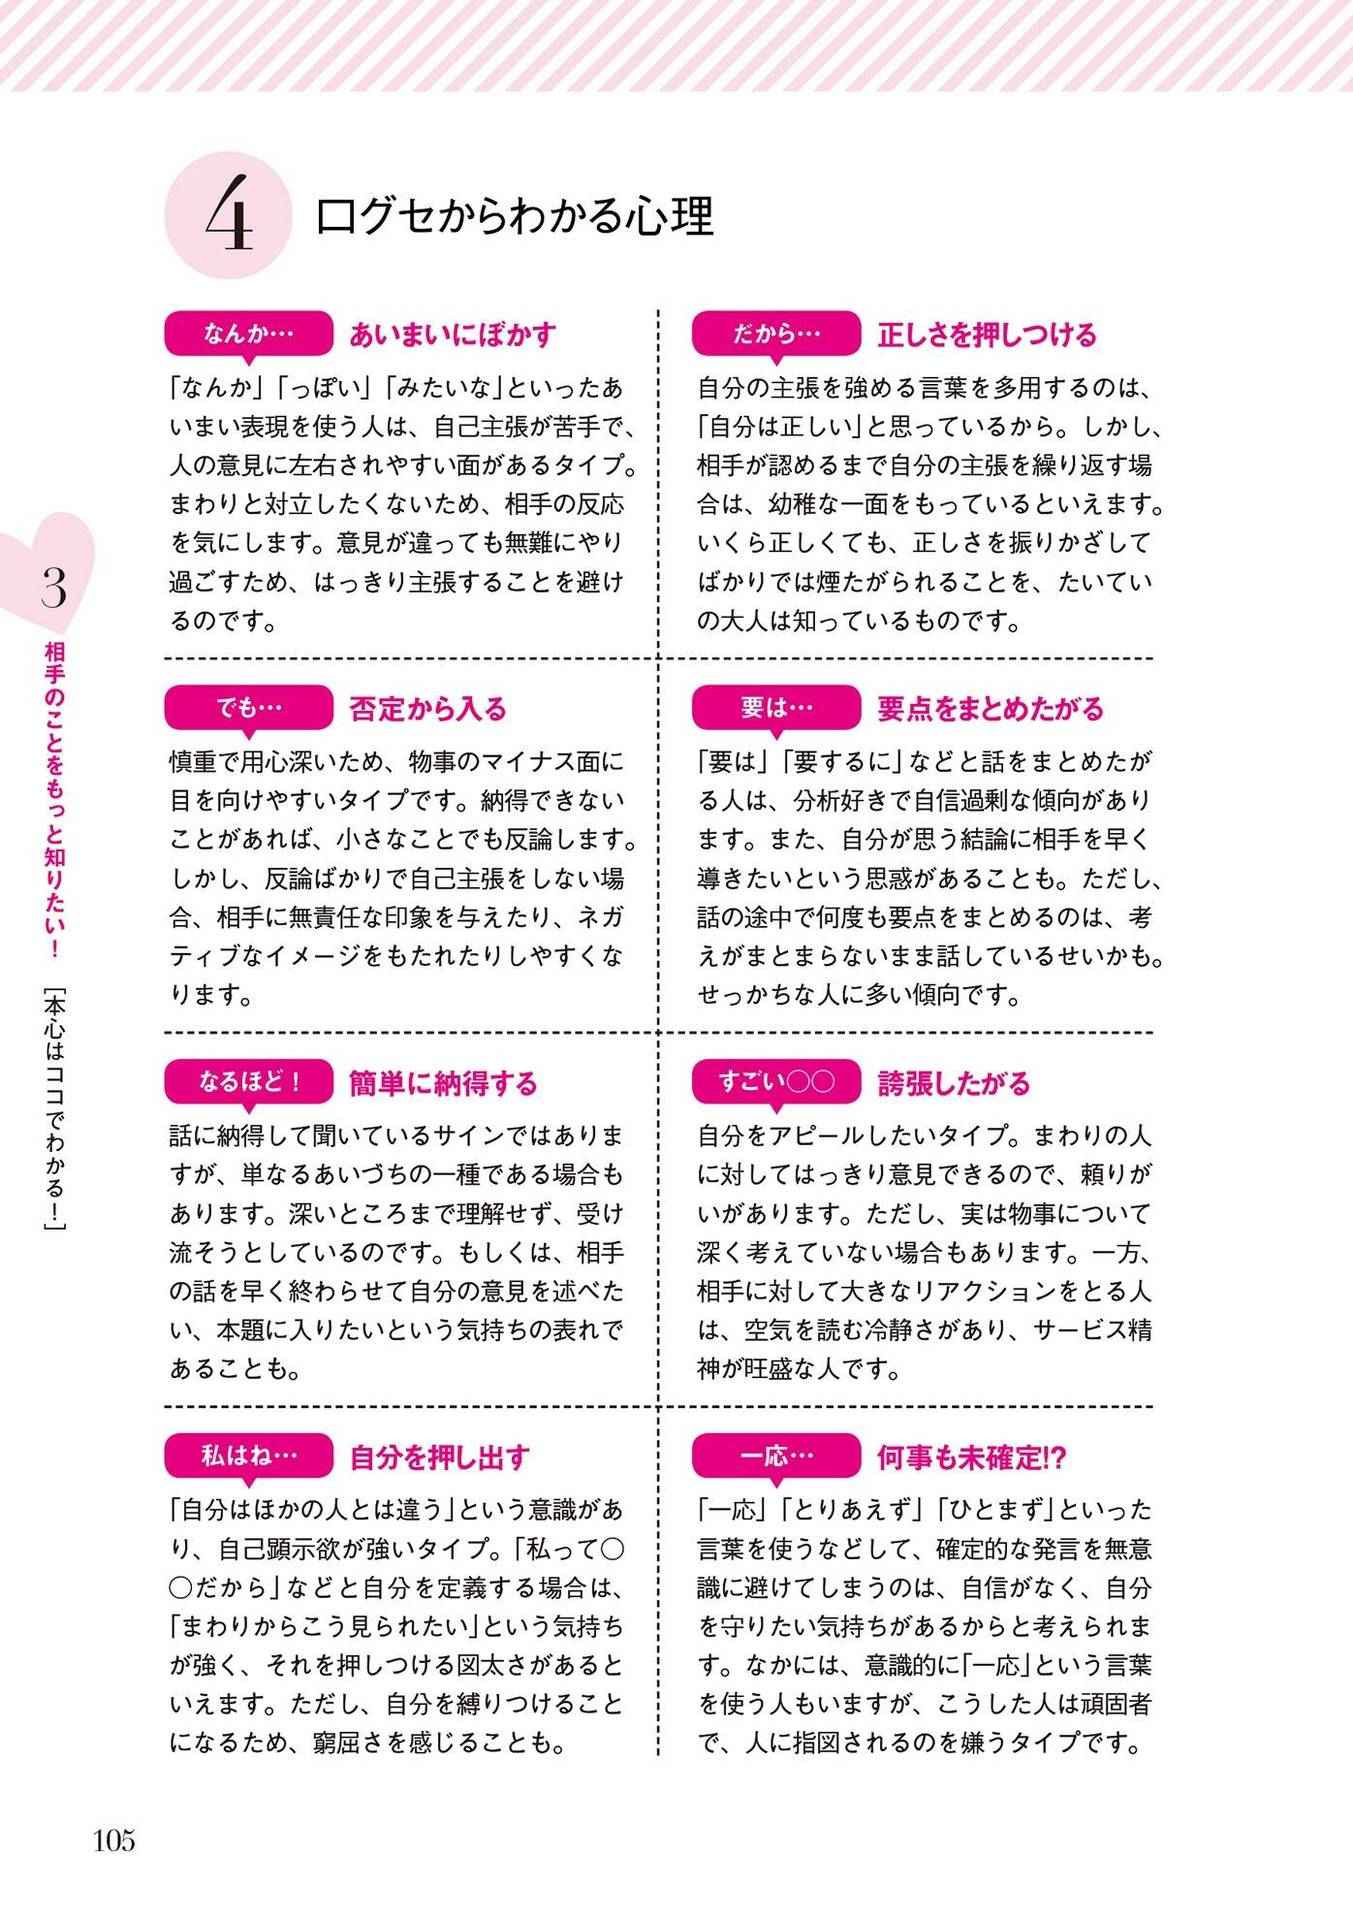 4
口グセからわかる心理
なんか… あいまいにぼかす
「なんか」「っぽい」「みたいな」といったあ
いまい表現を使う人は、自己主張が苦手で、
人の意見に左右されやすい面があるタイプ。
まわりと対立したくないため、相手の反応
を気にします。意見が違っても無難にやり
過ごすため、はっきり主張することを避け
るのです。
だから… 正しさを押しつける
自分の主張を強める言葉を多用するのは、
「自分は正しい」と思っているから。しかし、
相手が認めるまで自分の主張を繰り返す場
合は、幼稚な一面をもっているといえます。
いくら正しくても、正しさを振りかざして
ばかりでは煙たがられることを、たいてい
の大人は知っているものです。
でも… 否定から入る
慎重で用心深いため、物事のマイナス面に
目を向けやすいタイプです。納得できない
ことがあれば、小さなことでも反論します。
しかし、反論ばかりで自己主張をしない場
合、相手に無責任な印象を与えたり、ネガ
ティブなイメージをもたれたりしやすくな
ります。
要は… 要点をまとめたがる
「要は」「要するに」などと話をまとめたが
る人は、分析好きで自信過剰な傾向があり
ます。また、自分が思う結論に相手を早く
導きたいという思惑があることも。ただし、
話の途中で何度も要点をまとめるのは、考
えがまとまらないまま話しているせいかも。
せっかちな人に多い傾向です。
なるほど！ 簡単に納得する
話に納得して聞いているサインではありま
すが、単なるあいづちの一種である場合も
あります。深いところまで理解せず、受け
流そうとしているのです。もしくは、相手
の話を早く終わらせて自分の意見を述べた
い、本題に入りたいという気持ちの表れで
あることも。
すごい○○ 誇張したがる
自分をアピールしたいタイプ。まわりの人
に対してはっきり意見できるので、頼りが
いがあります。ただし、実は物事について
深く考えていない場合もあります。一方、
相手に対して大きなリアクションをとる人
は、空気を読む冷静さがあり、サービス精
神が旺盛な人です。
私はね… 自分を押し出す
「自分はほかの人とは違う」という意識があ
り、自己顕示欲が強いタイプ。「私って○
○だから」などと自分を定義する場合は、
「まわりからこう見られたい」という気持ち
が強く、それを押しつける図太さがあると
いえます。ただし、自分を縛りつけること
になるため、窮屈さを感じることも。
一応… 何事も未確定!?
「一応」「とりあえず」「ひとまず」といった
言葉を使うなどして、確定的な発言を無意
識に避けてしまうのは、自信がなく、自分
を守りたい気持ちがあるからと考えられま
す。なかには、意識的に「一応」という言葉
を使う人もいますが、こうした人は頑固者
で、人に指図されるのを嫌うタイプです。
3
相手のことをもっと知りたい！ [本心はココでわかる！]
105